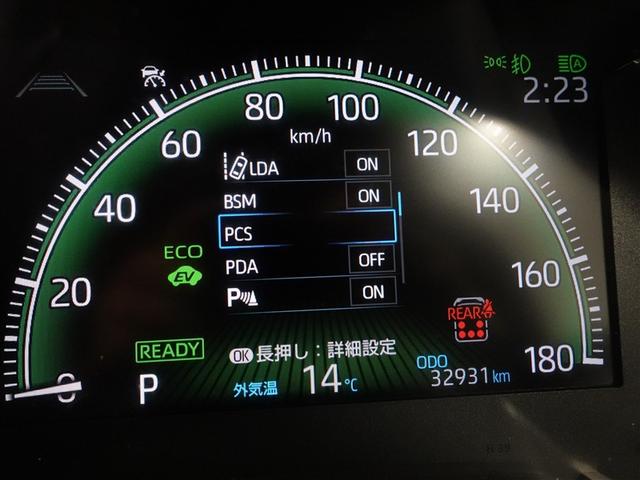 A
2:23
80
100
km/h
60
120
LDA ON
BSM ON
40
140
PCS
ECO
EV
PDA OFF
160
20
P ON
REAR
READY
OK 長押し：詳細設定
ODO
180
0
P
外気温 14℃
32931 km